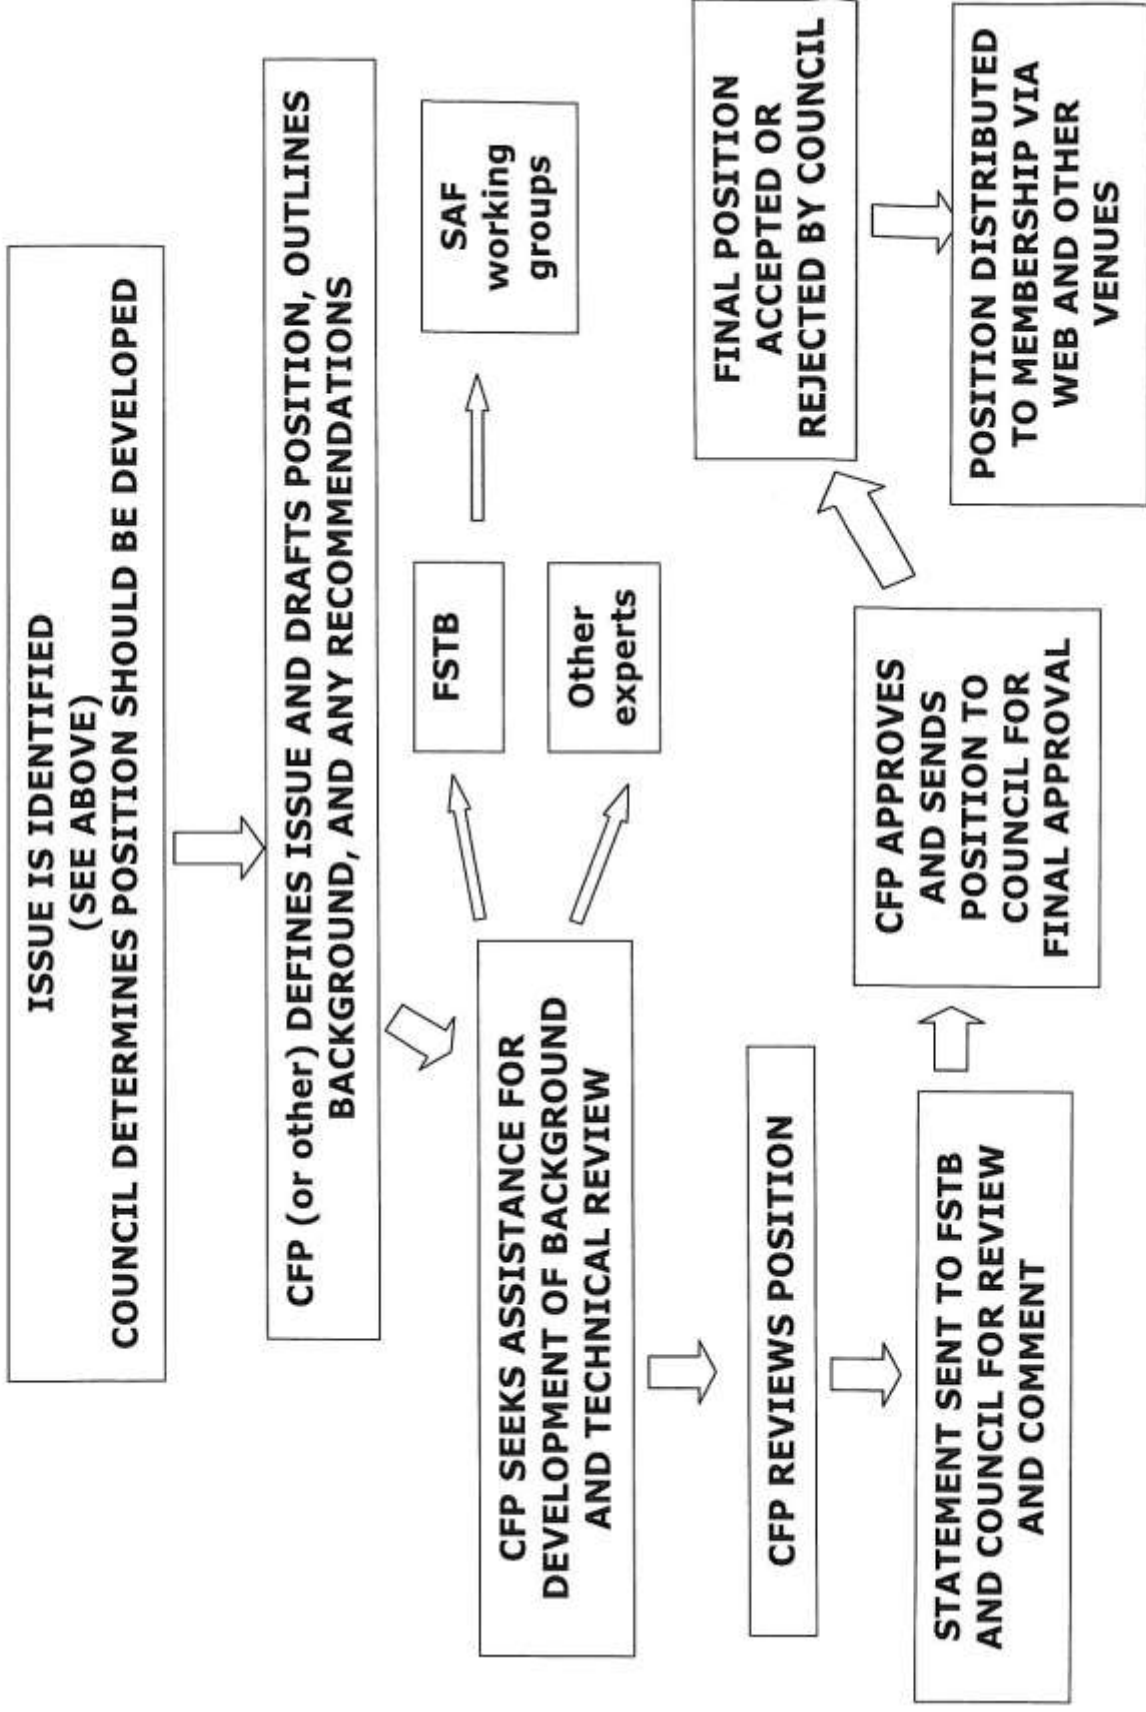 ISSUE IS IDENTIFIED
(SEE ABOVE)
COUNCIL DETERMINES POSITION SHOULD BE DEVELOPED
CFP (or other) DEFINES ISSUE AND DRAFTS POSITION, OUTLINES
BACKGROUND, AND ANY RECOMMENDATIONS
CFP SEEKS ASSISTANCE FOR
DEVELOPMENT OF BACKGROUND
AND TECHNICAL REVIEW
FSTB
SAF
working
groups
Other
experts
CFP REVIEWS POSITION
STATEMENT SENT TO FSTB
AND COUNCIL FOR REVIEW
AND COMMENT
CFP APPROVES
AND SENDS
POSITION TO
COUNCIL FOR
FINAL APPROVAL
FINAL POSITION
ACCEPTED OR
REJECTED BY COUNCIL
POSITION DISTRIBUTED
TO MEMBERSHIP VIA
WEB AND OTHER
VENUES